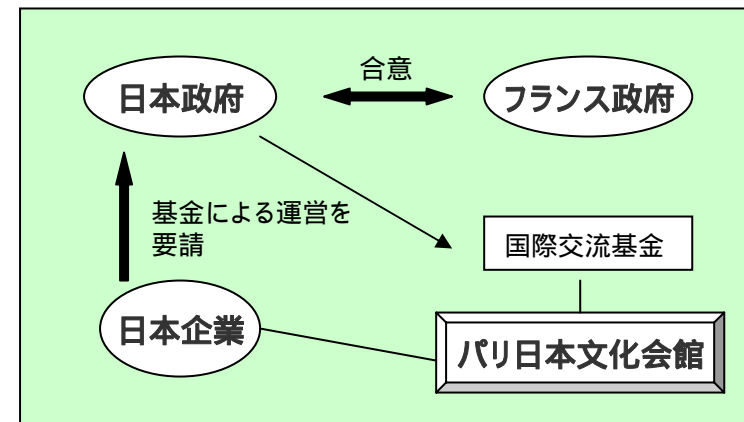 合意
日本政府
フランス政府
基金による運営を
要請
国際交流基金
日本企業
パリ日本文化会館